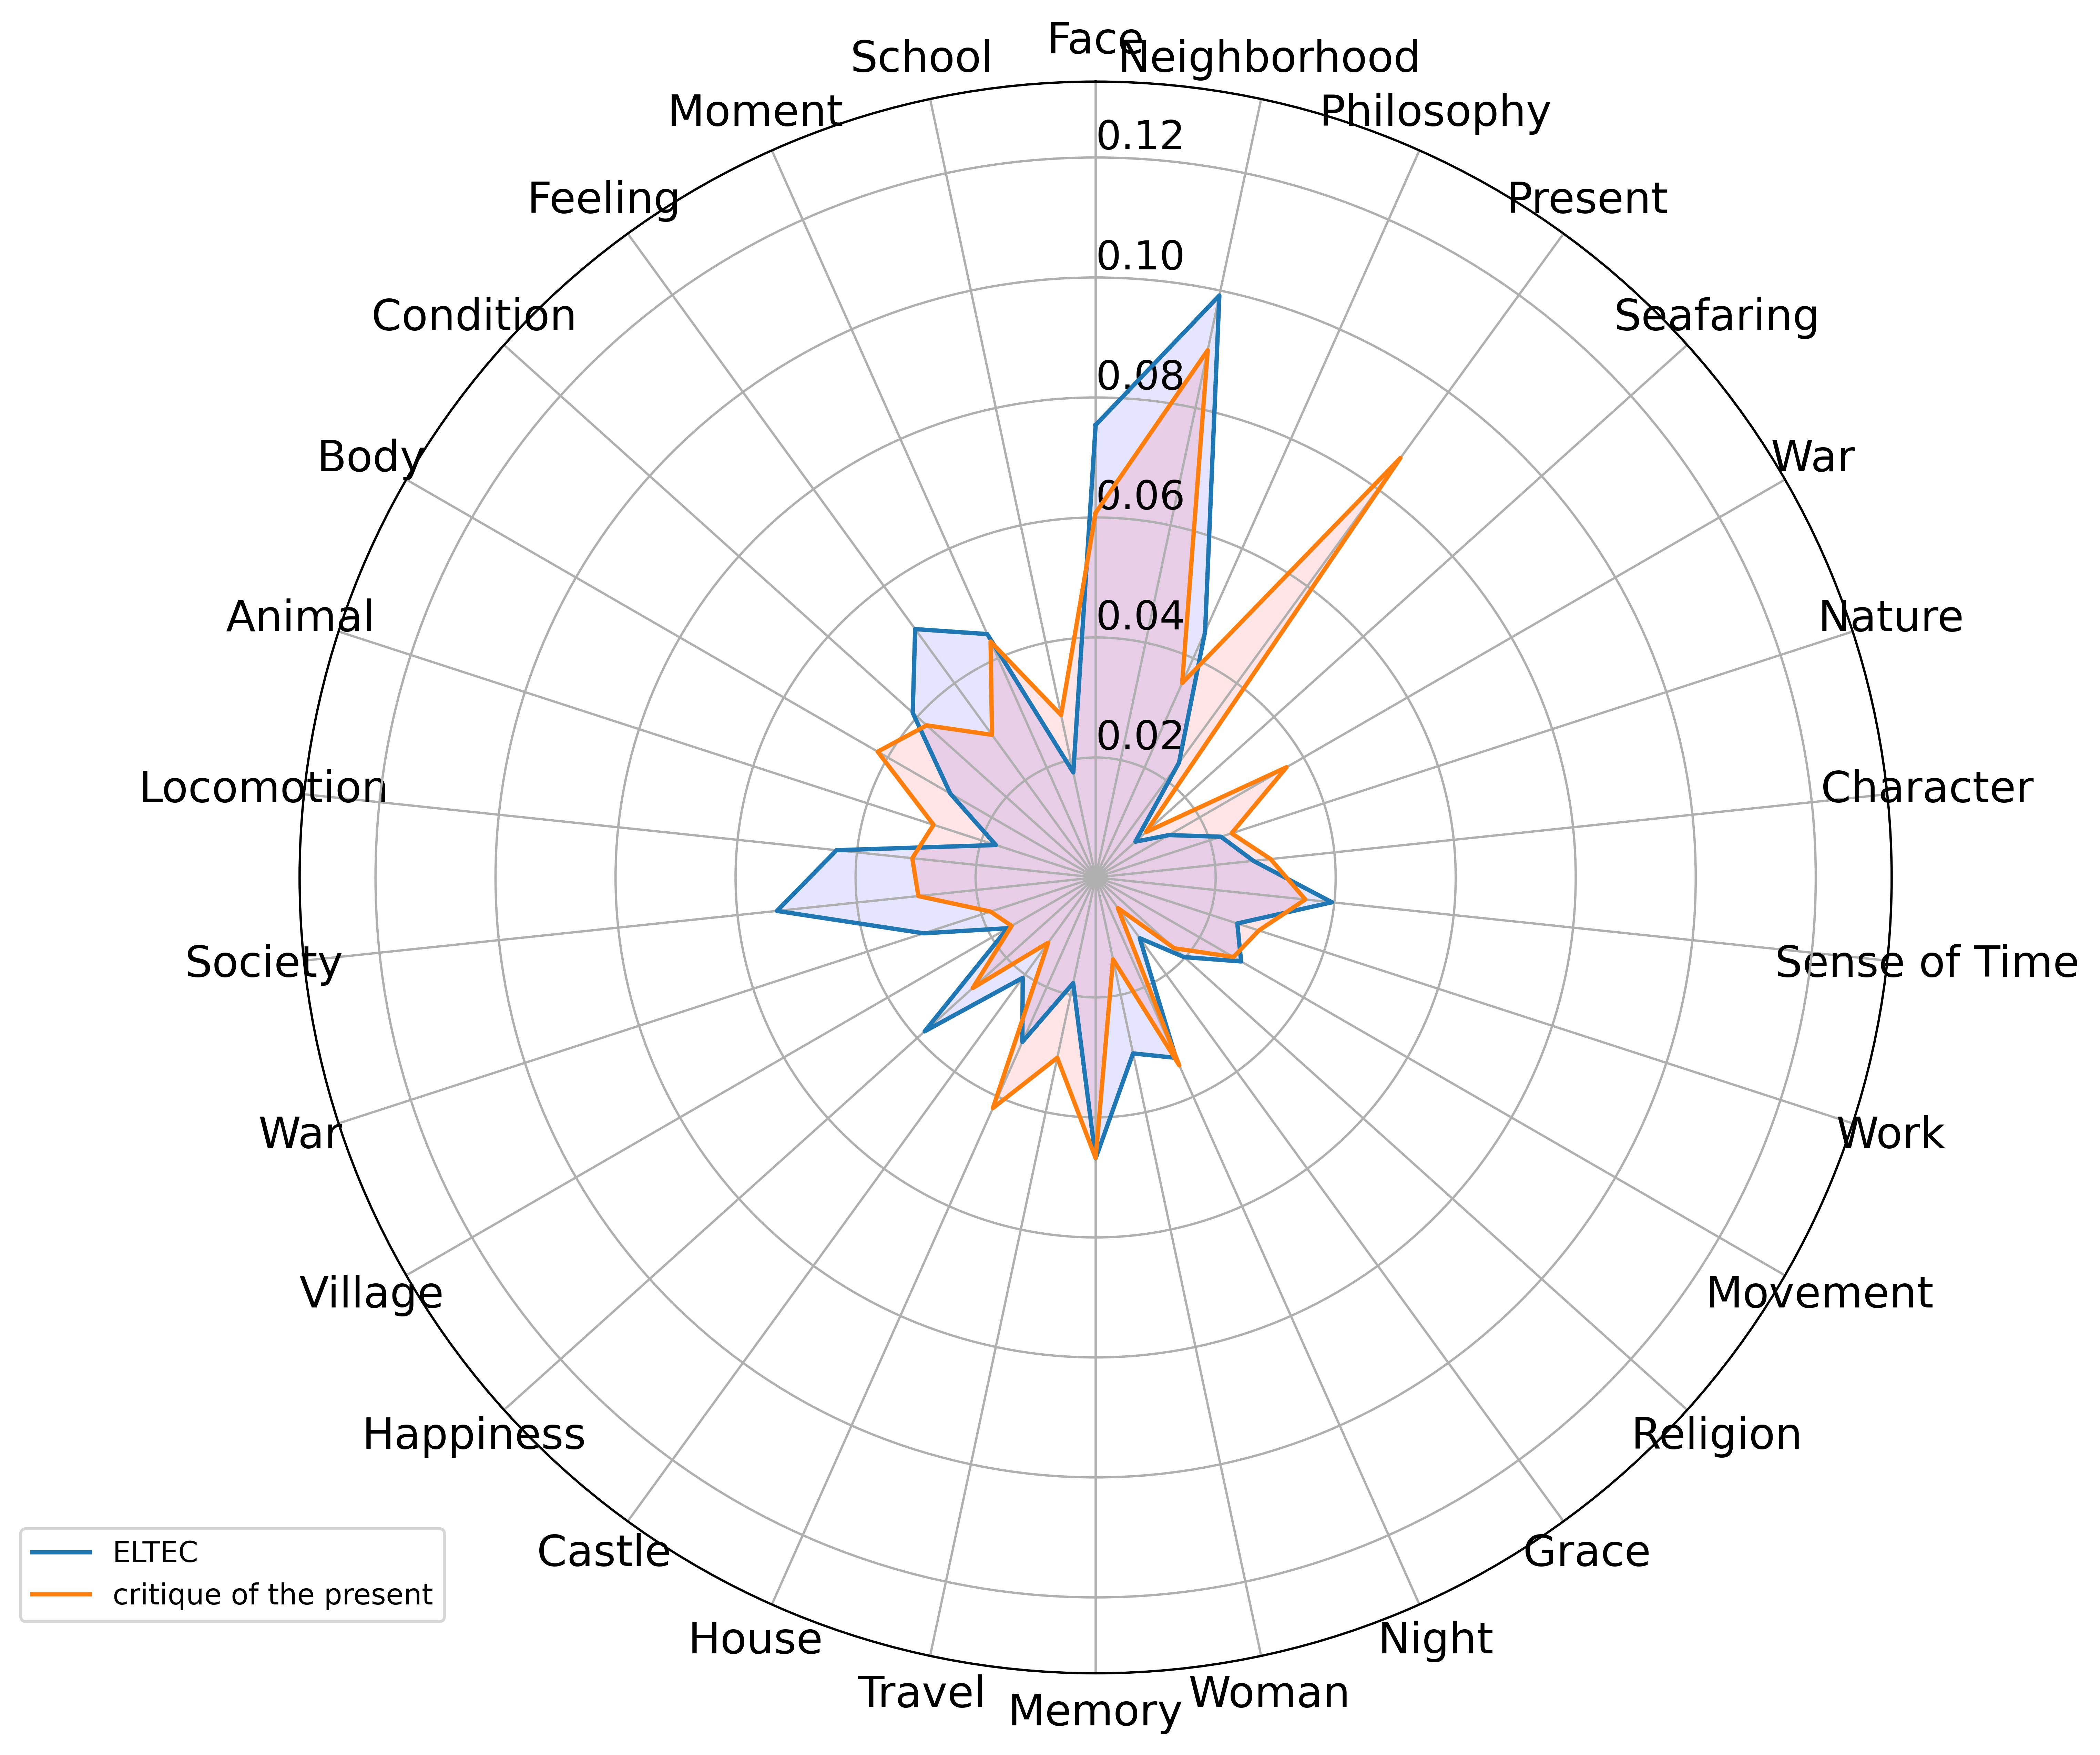 Face
School
Neighborhood
Moment
Philosophy
0.12
Feeling
Present
0.10
Condition
Seafaring
0.08
Body
War
0.06
Animal
Nature
0.04
0.02
Locomotion
Character
Society
Sense of Time
War
Work
Village
Movement
Happiness
Religion
Castle
Grace
ELTEC
critique of the present
House
Night
Travel
Woman
Memory